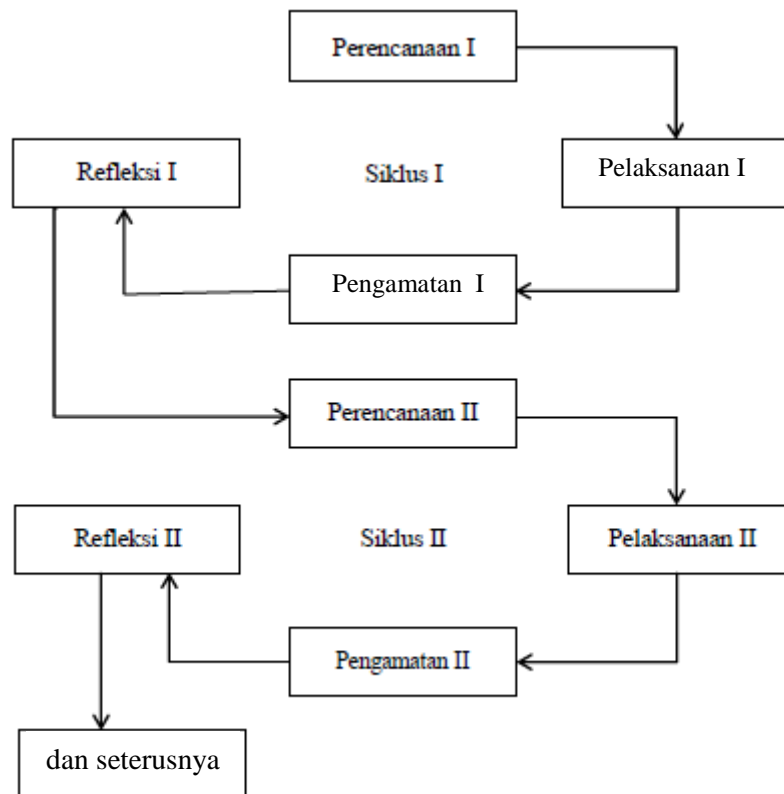 Perencanaan I
Refleksi I
Siklus I
Pelaksanaan I
Pengamatan I
Perencanaan II
Refleksi II
Siklus II
Pelaksanaan II
Pengamatan II
dan seterusnya